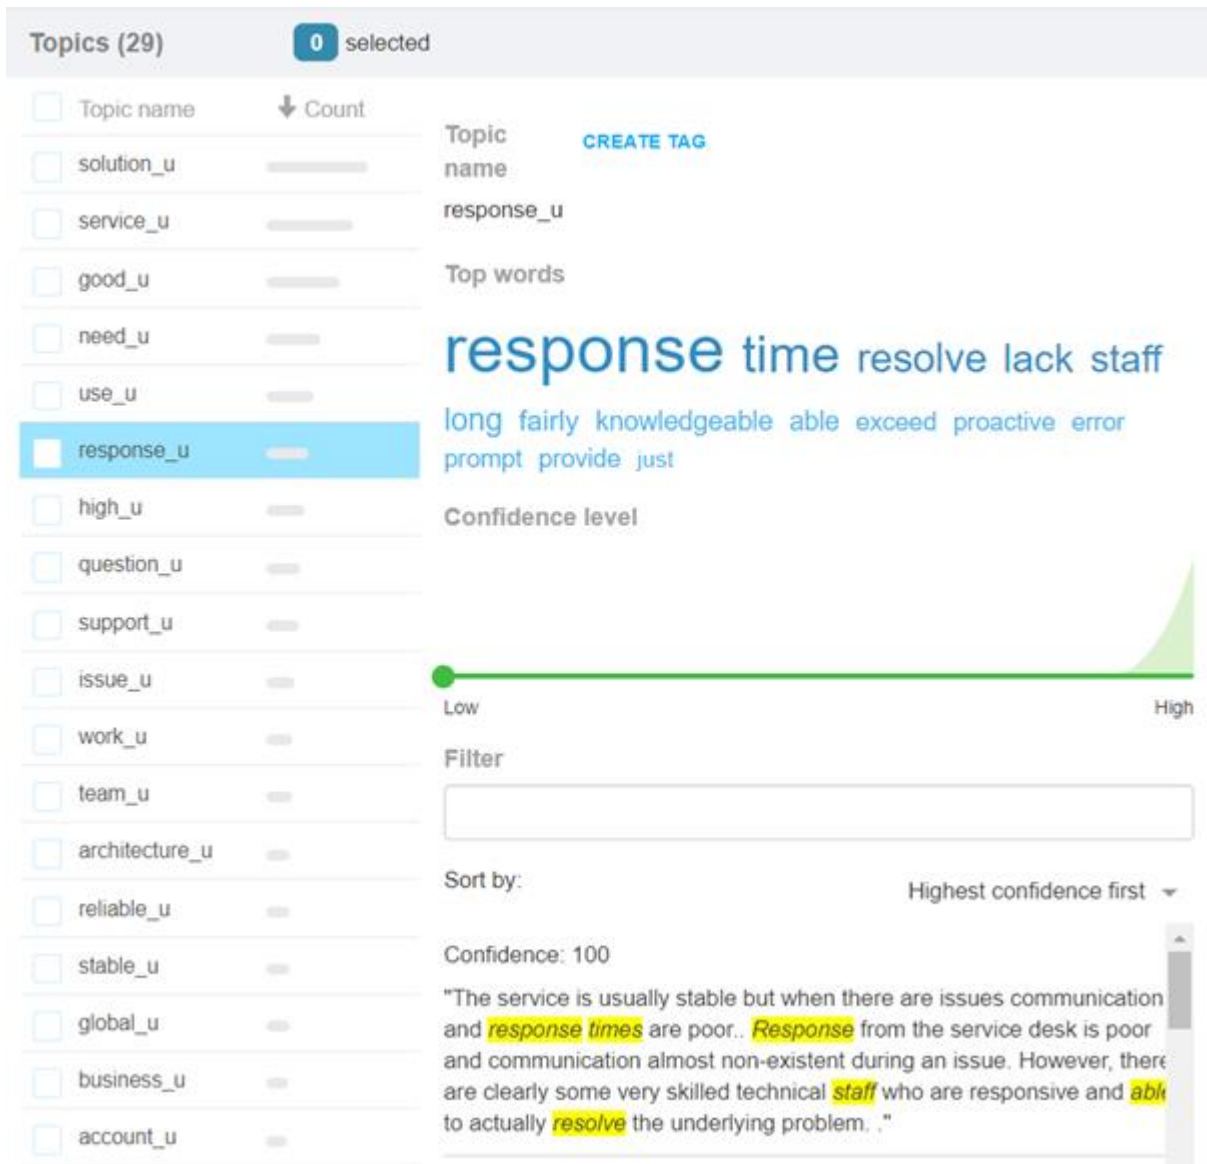 Topics (29)
0 selected
Topic name
Count
solution_u
service_u
good_u
need_u
use_u
response_u
high_u
question_u
support_u
issue_u
work_u
team_u
architecture_u
reliable_u
stable_u
global_u
business_u
account_u
Topic
name
CREATE TAG
response_u
Top words
response time resolve lack staff
long fairly knowledgeable able exceed proactive error
prompt provide just
Confidence level
Low
High
Filter
Sort by:
Highest confidence first
Confidence: 100
"The service is usually stable but when there are issues communication
and response times are poor.. Response from the service desk is poor
and communication almost non-existent during an issue. However, there
are clearly some very skilled technical staff who are responsive and able
to actually resolve the underlying problem. ."